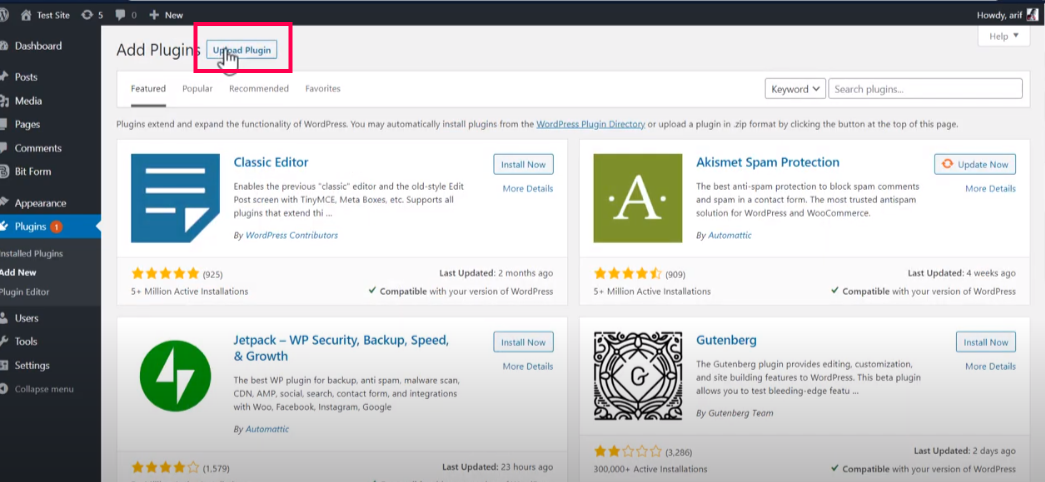 Test Site 5 0 + New
Howdy, arif
Help ▼
Dashboard
Posts
Media
Pages
Comments
Bit Form
Appearance
Plugins 1
Installed Plugins
Add New
Plugin Editor
Users
Tools
Settings
Collapse menu
Add Plugins Upload Plugin
Featured Popular Recommended Favorites
Keyword Search plugins...
Plugins extend and expand the functionality of WordPress. You may automatically install plugins from the WordPress Plugin Directory or upload a plugin in .zip format by clicking the button at the top of this page.
Classic Editor
Install Now
More Details
Enables the previous "classic" editor and the old-style Edit
Post screen with TinyMCE, Meta Boxes, etc. Supports all
plugins that extend thi ...
By WordPress Contributors
(925)
Last Updated: 2 months ago
5+ Million Active Installations
✔ Compatible with your version of WordPress
Akismet Spam Protection
Update Now
More Details
The best anti-spam protection to block spam comments
and spam in a contact form. The most trusted antispam
solution for WordPress and WooCommerce.
By Automattic
(909)
Last Updated: 4 weeks ago
5+ Million Active Installations
✔ Compatible with your version of WordPress
Jetpack – WP Security, Backup, Speed,
& Growth
Install Now
More Details
The best WP plugin for backup, anti spam, malware scan,
CDN, AMP, social, search, contact form, and integrations
with Woo, Facebook, Instagram, Google
By Automattic
(1,579)
Last Updated: 23 hours ago
Gutenberg
Install Now
More Details
The Gutenberg plugin provides editing, customization,
and site building features to WordPress. This beta plugin
allows you to test bleeding-edge featu ...
By Gutenberg Team
(3,286)
Last Updated: 2 days ago
300,000+ Active Installations
✔ Compatible with your version of WordPress